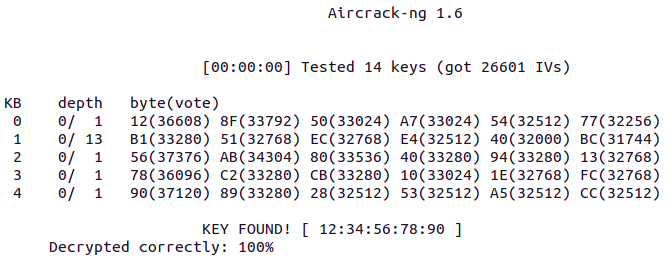 Aircrack-ng 1.6
[00:00:00] Tested 14 keys (got 26601 IVs)
KB    depth   byte(vote)
0    0/  1   12(36608) 8F(33792) 50(33024) A7(33024) 54(32512) 77(32256)
1    0/ 13   B1(33280) 51(32768) EC(32768) E4(32512) 40(32000) BC(31744)
2    0/  1   56(37376) AB(34304) 80(33536) 40(33280) 94(33280) 13(32768)
3    0/  1   78(36096) C2(33280) CB(33280) 10(33024) 1E(32768) FC(32768)
4    0/  1   90(37120) 89(33280) 28(32512) 53(32512) A5(32512) CC(32512)
KEY FOUND! [ 12:34:56:78:90 ]
Decrypted correctly: 100%